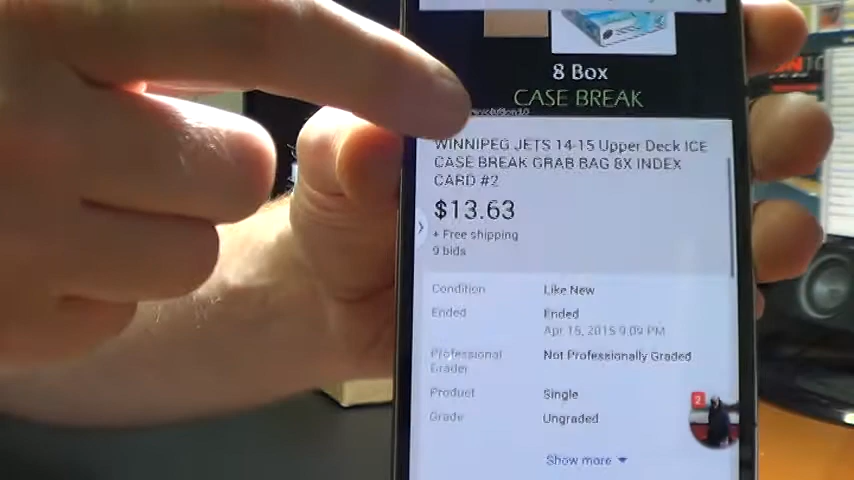 8 Box
CASE BREAK
WINNIPEG JETS 14-15 Upper Deck ICE
CASE BREAK GRAB BAG 8X INDEX
CARD #2
$13.63
+ Free shipping
9 bids
Condition Like New
Ended Ended
Apr 15, 2015 9:09 PM
Professional Not Professionally Graded
Grader
Product Single
2
Grade Ungraded
Show more